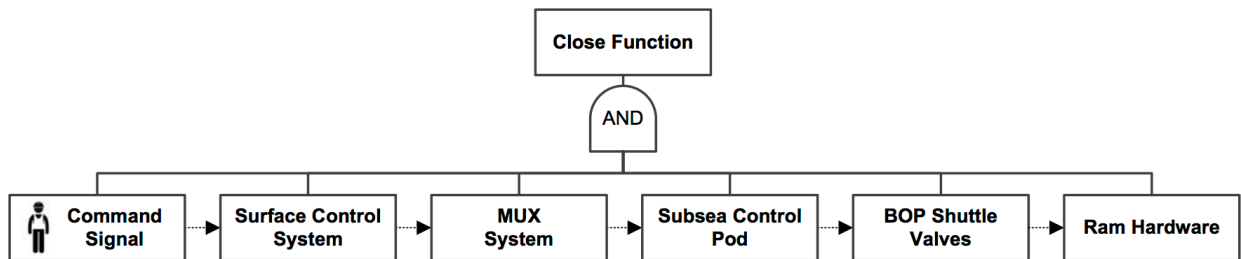 Close Function
AND
Command
Signal
Surface Control
System
MUX
System
Subsea Control
Pod
BOP Shuttle
Valves
Ram Hardware